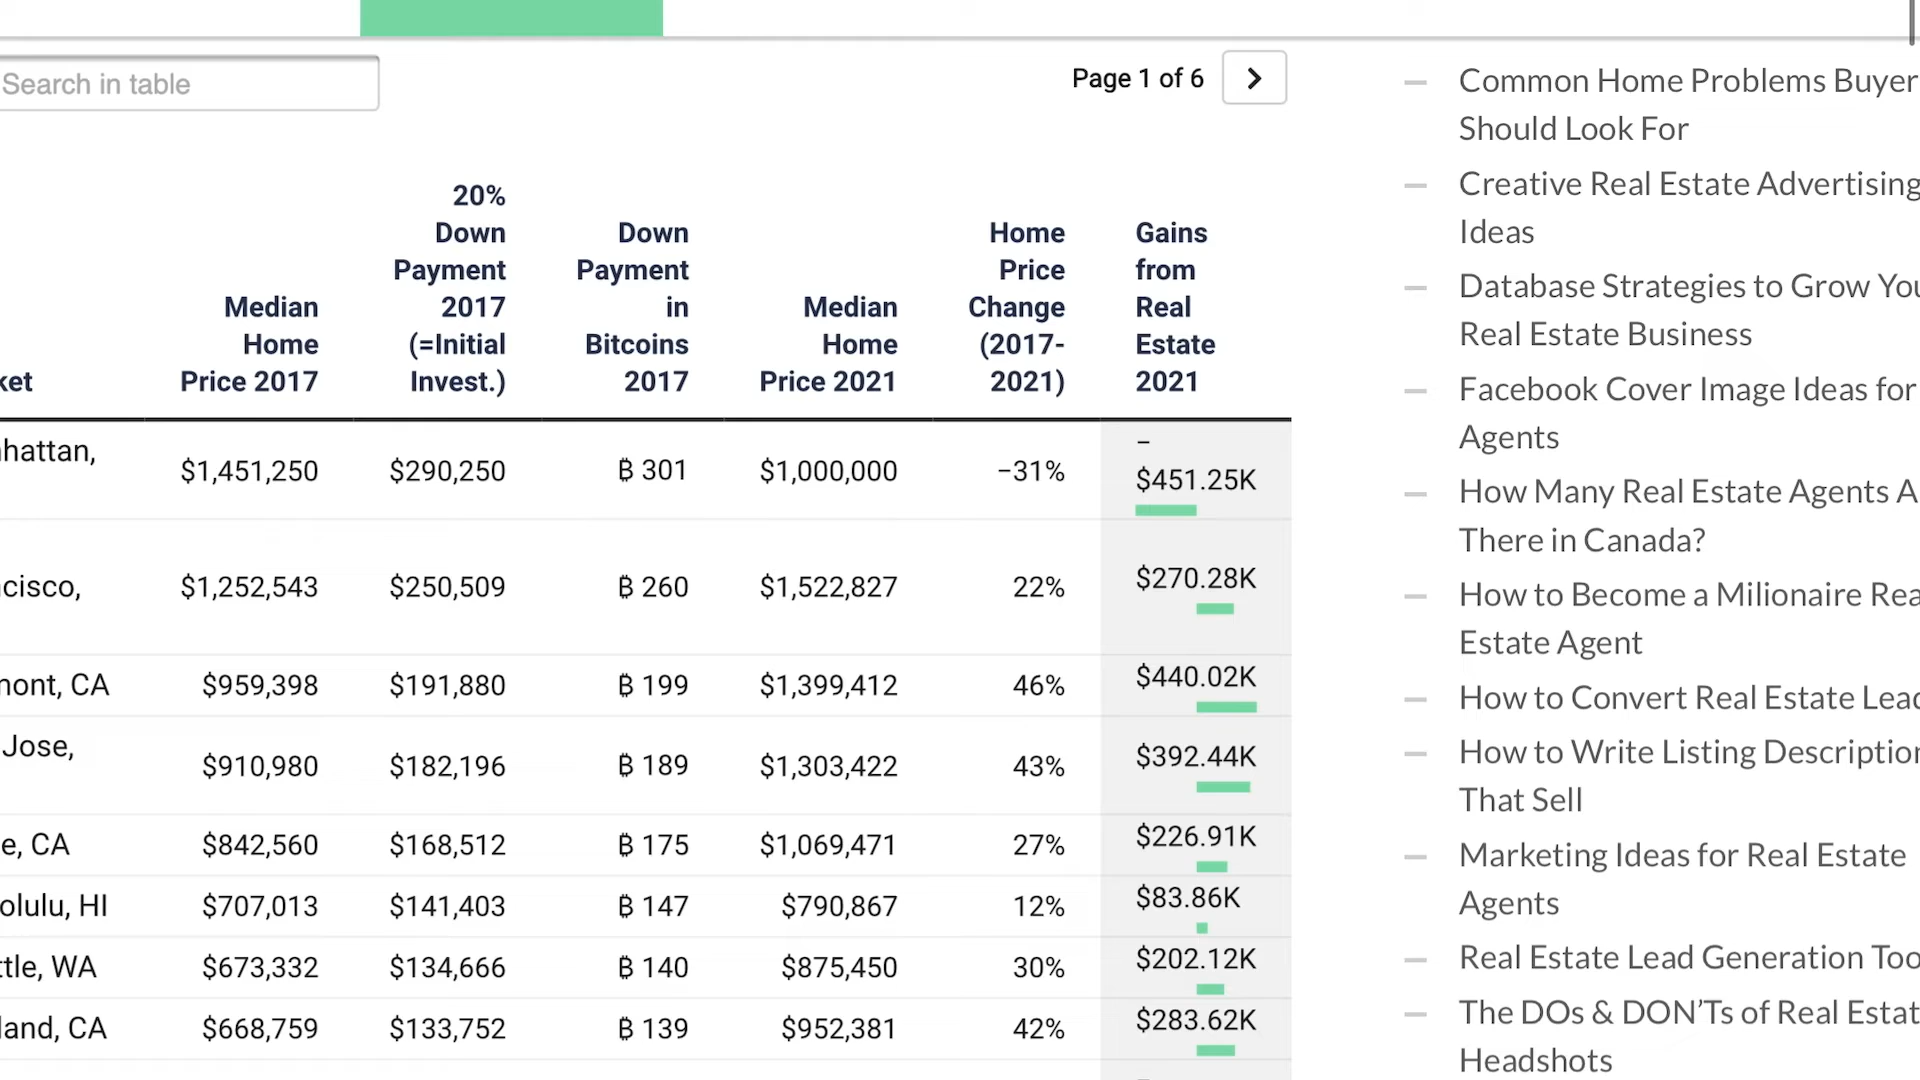 Search in table
Page 1 of 6
ket
Median
Home
Price 2017
20%
Down
Payment
2017
(=Initial
Invest.)
Down
Payment
in
Bitcoins
2017
Median
Home
Price 2021
Home
Price
Change
(2017-
2021)
Gains
from
Real
Estate
2021
hattan, $1,451,250 $290,250 ₿ 301 $1,000,000 −31% −
$451.25K
cisco, $1,252,543 $250,509 ₿ 260 $1,522,827 22% $270.28K
mont, CA $959,398 $191,880 ₿ 199 $1,399,412 46% $440.02K
Jose, $910,980 $182,196 ₿ 189 $1,303,422 43% $392.44K
e, CA $842,560 $168,512 ₿ 175 $1,069,471 27% $226.91K
olulu, HI $707,013 $141,403 ₿ 147 $790,867 12% $83.86K
ttle, WA $673,332 $134,666 ₿ 140 $875,450 30% $202.12K
land, CA $668,759 $133,752 ₿ 139 $952,381 42% $283.62K
Common Home Problems Buyer
Should Look For
Creative Real Estate Advertising
Ideas
Database Strategies to Grow You
Real Estate Business
Facebook Cover Image Ideas for
Agents
How Many Real Estate Agents A
There in Canada?
How to Become a Milionaire Rea
Estate Agent
How to Convert Real Estate Lead
How to Write Listing Description
That Sell
Marketing Ideas for Real Estate
Agents
Real Estate Lead Generation Too
The DOs & DON’Ts of Real Estat
Headshots